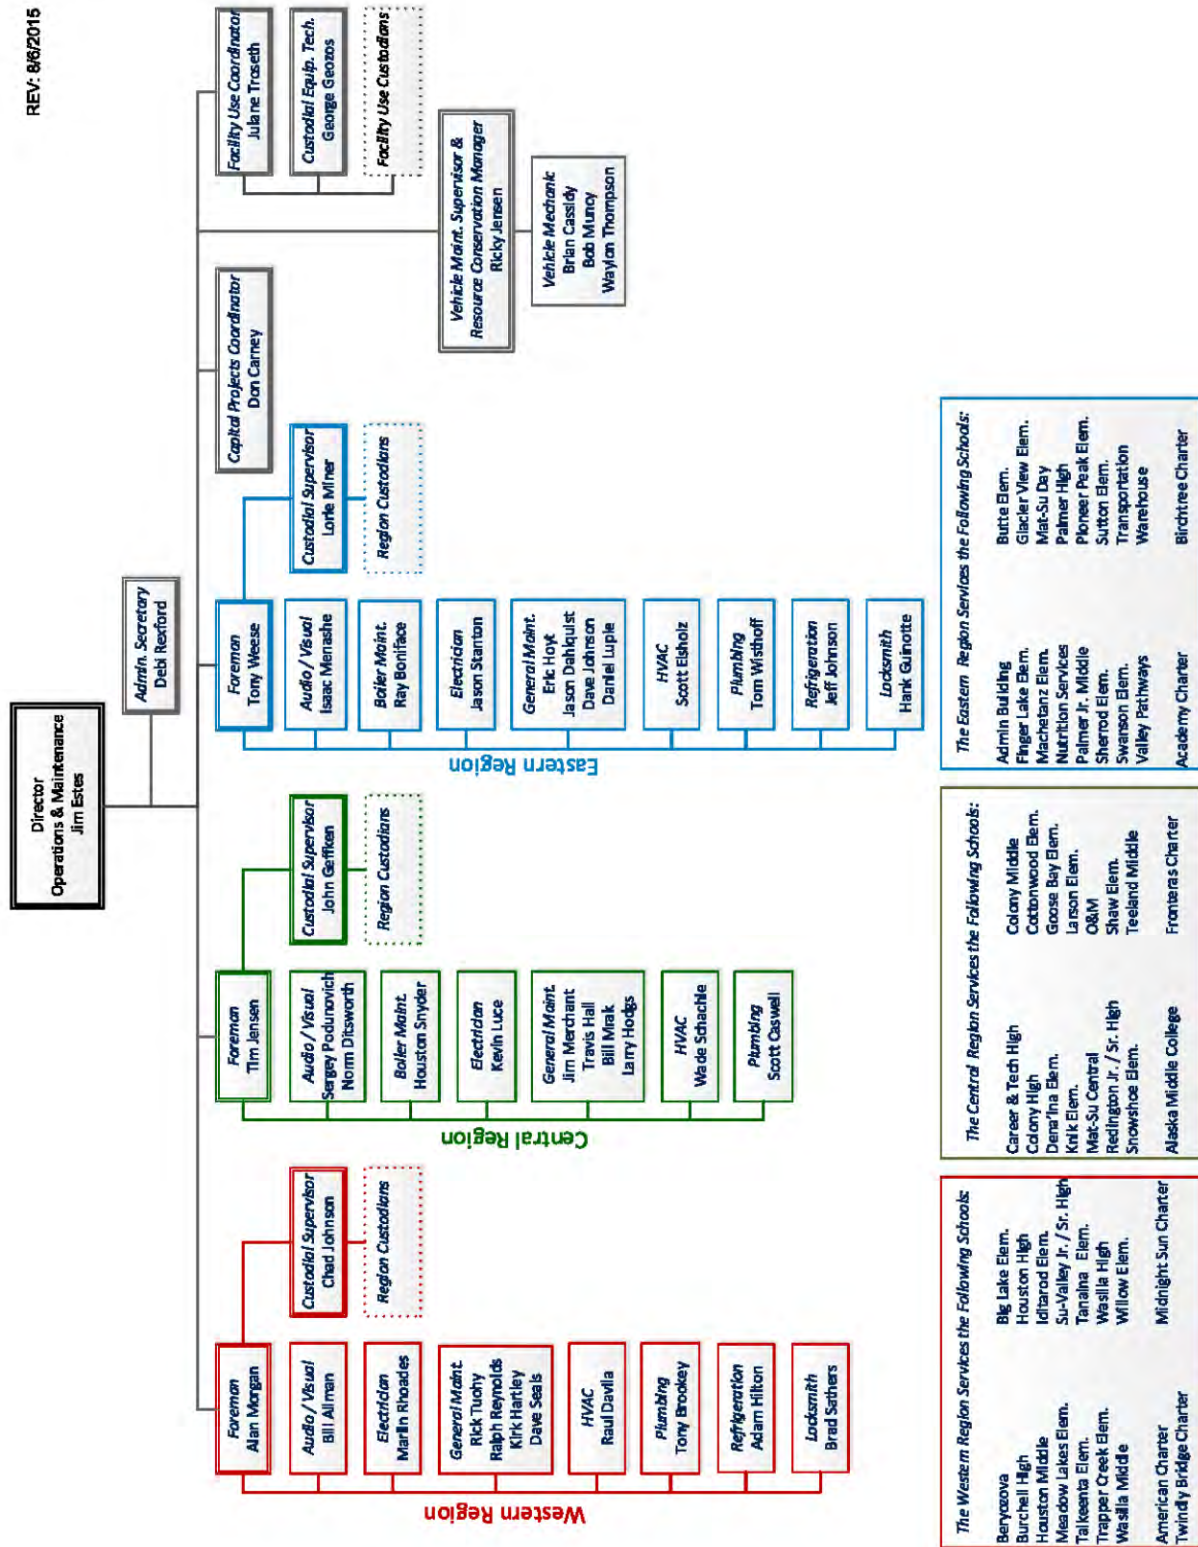 REV: 8/6/2015
Director
Operations & Maintenance
Jim Estes
Admin. Secretary
Debi Rexford
Foreman
Alan Morgan
Custodial Supervisor
Chad Johnson
Region Custodians
Western Region
Audio / Visual
Bill Allman
Electrician
Marlin Rhoades
General Maint.
Rick Tuohy
Ralph Reynolds
Kirk Hartley
Dave Seals
HVAC
Raul Davila
Plumbing
Tony Brookey
Refrigeration
Adam Hilton
Locksmith
Brad Sathers
Foreman
Tim Jensen
Custodial Supervisor
John Geffken
Region Custodians
Central Region
Audio / Visual
Sergey Podunovich
Norm Ditsworth
Boiler Maint.
Houston Snyder
Electrician
Kevin Luce
General Maint.
Jim Merchant
Travis Hall
Bill Mrak
Larry Hodgs
HVAC
Wade Schachle
Plumbing
Scott Caswell
Foreman
Tony Weese
Custodial Supervisor
Lorie Miner
Region Custodians
Eastern Region
Audio / Visual
Isaac Menashe
Boiler Maint.
Ray Boniface
Electrician
Jason Stanton
General Maint.
Eric Hoyt
Jason Dahlquist
Dave Johnson
Daniel Luple
HVAC
Scott Eisholz
Plumbing
Tom Wisthoff
Refrigeration
Jeff Johnson
Locksmith
Hank Guinotte
Capital Projects Coordinator
Don Carney
Vehicle Maint. Supervisor &
Resource Conservation Manager
Ricky Jensen
Vehicle Mechanic
Brian Cassidy
Bob Muncy
Waylon Thompson
Facility Use Coordinator
Juliane Troseth
Custodial Equip. Tech.
George Geozos
Facility Use Custodians
The Western Region Services the Following Schools:
Beryozova
Burchell High
Houston Middle
Meadow Lakes Elem.
Talkeenta Elem.
Trapper Creek Elem.
Wasilla Middle
American Charter
Twindly Bridge Charter
Big Lake Elem.
Houston High
Iditarod Elem.
Su-Valley Jr. / Sr. High
Tanaina Elem.
Wasilla High
Willow Elem.
Midnight Sun Charter
The Central Region Services the Following Schools:
Career & Tech High
Colony High
Dena'ina Elem.
Knik Elem.
Mat-Su Central
Redington Jr. / Sr. High
Snowshoe Elem.
Alaska Middle College
Colony Middle
Cottonwood Elem.
Goose Bay Elem.
Larson Elem.
O&M
Shaw Elem.
Teeland Middle
Fronteras Charter
The Eastern Region Services the Following Schools:
Admin Building
Finger Lake Elem.
Machetanz Elem.
Nutrition Services
Palmer Jr. Middle
Sherrod Elem.
Swanson Elem.
Valley Pathways
Academy Charter
Butte Elem.
Glacier View Elem.
Mat-Su Day
Palmer High
Pioneer Peak Elem.
Sutton Elem.
Transportation
Warehouse
Birchtree Charter